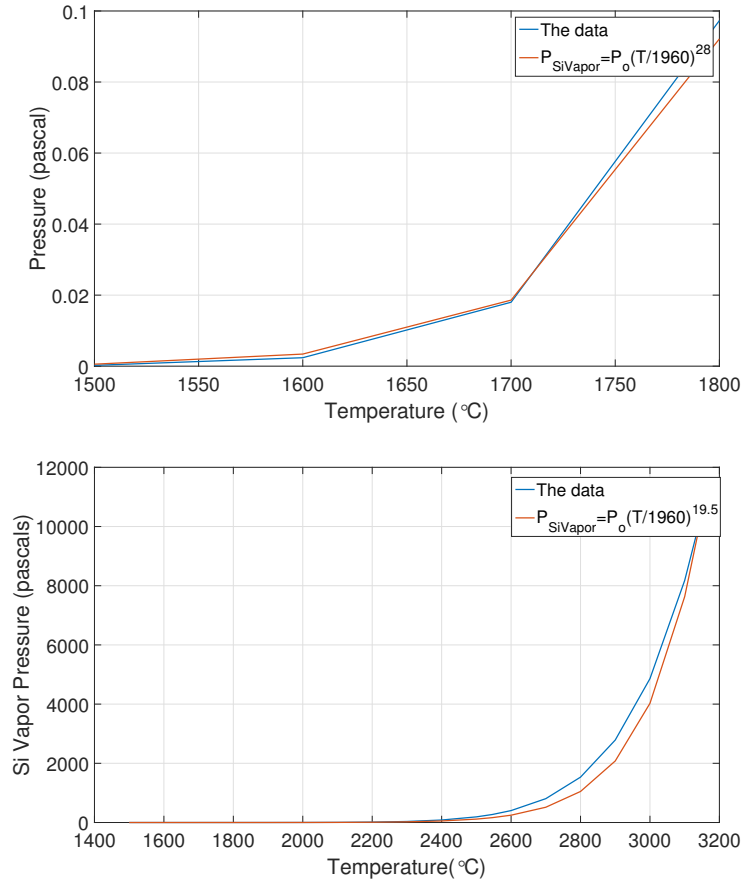 0.1
0.08
0.06
0.04
0.02
0
Pressure (pascal)
The data
P_SiVapor=P_o(T/1960)^28
1500 1550 1600 1650 1700 1750 1800
Temperature (°C)
12000
10000
8000
6000
4000
2000
0
Si Vapor Pressure (pascals)
The data
P_SiVapor=P_o(T/1960)^19.5
1400 1600 1800 2000 2200 2400 2600 2800 3000 3200
Temperature(°C)